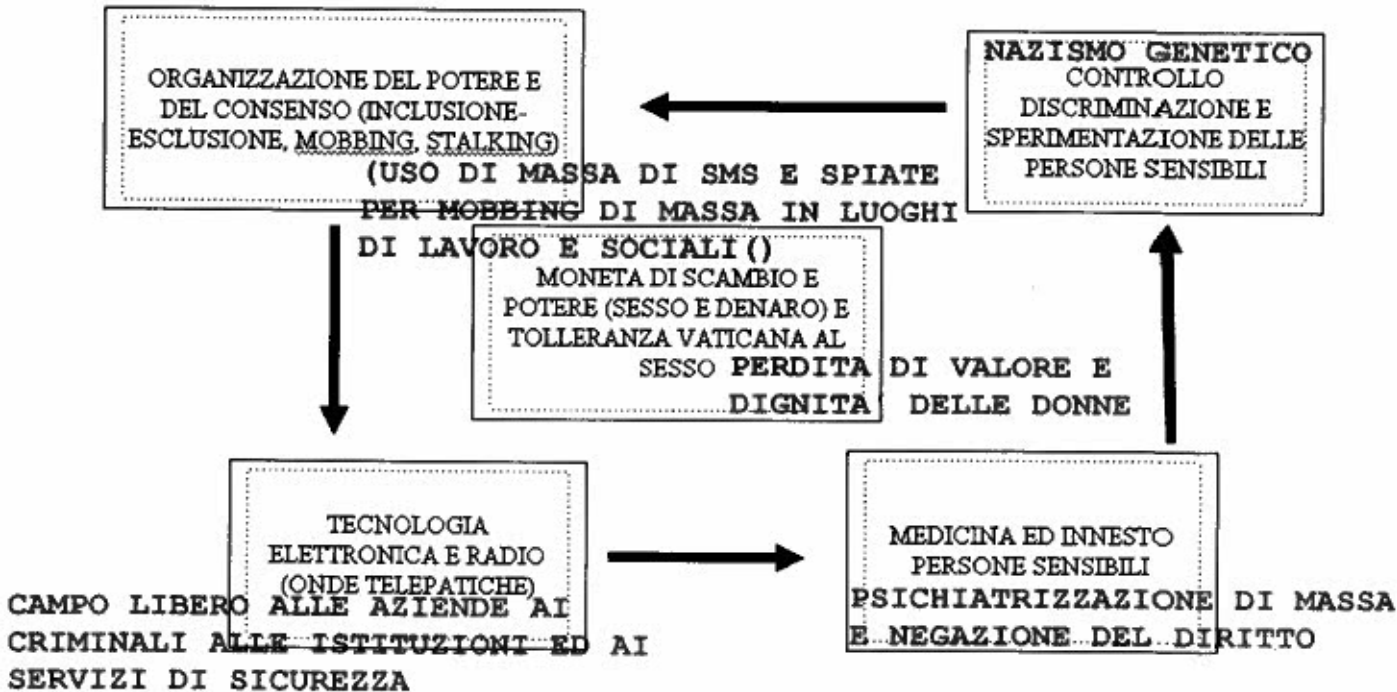 ORGANIZZAZIONE DEL POTERE E
DEL CONSENSO (INCLUSIONE-
ESCLUSIONE, MOBBING, STALKING)
(USO DI MASSA DI SMS E SPIATE
PER MOBBING DI MASSA IN LUOGHI
DI LAVORO E SOCIALI()
NAZISMO GENETICO
CONTROLLO
DISCRIMINAZIONE E
SPERIMENTAZIONE DELLE
PERSONE SENSIBILI
MONETA DI SCAMBIO E
POTERE (SESSO E DENARO) E
TOLLERANZA VATICANA AL
SESSO PERDITA DI VALORE E
DIGNITA' DELLE DONNE
TECNOLOGIA
ELETTRONICA E RADIO
(ONDE TELEPATICHE)
CAMPO LIBERO ALLE AZIENDE AI
CRIMINALI ALLE ISTITUZIONI ED AI
SERVIZI DI SICUREZZA
MEDICINA ED INNESTO
PERSONE SENSIBILI
PSICHIATRIZZAZIONE DI MASSA
E NEGAZIONE DEL DIRITTO